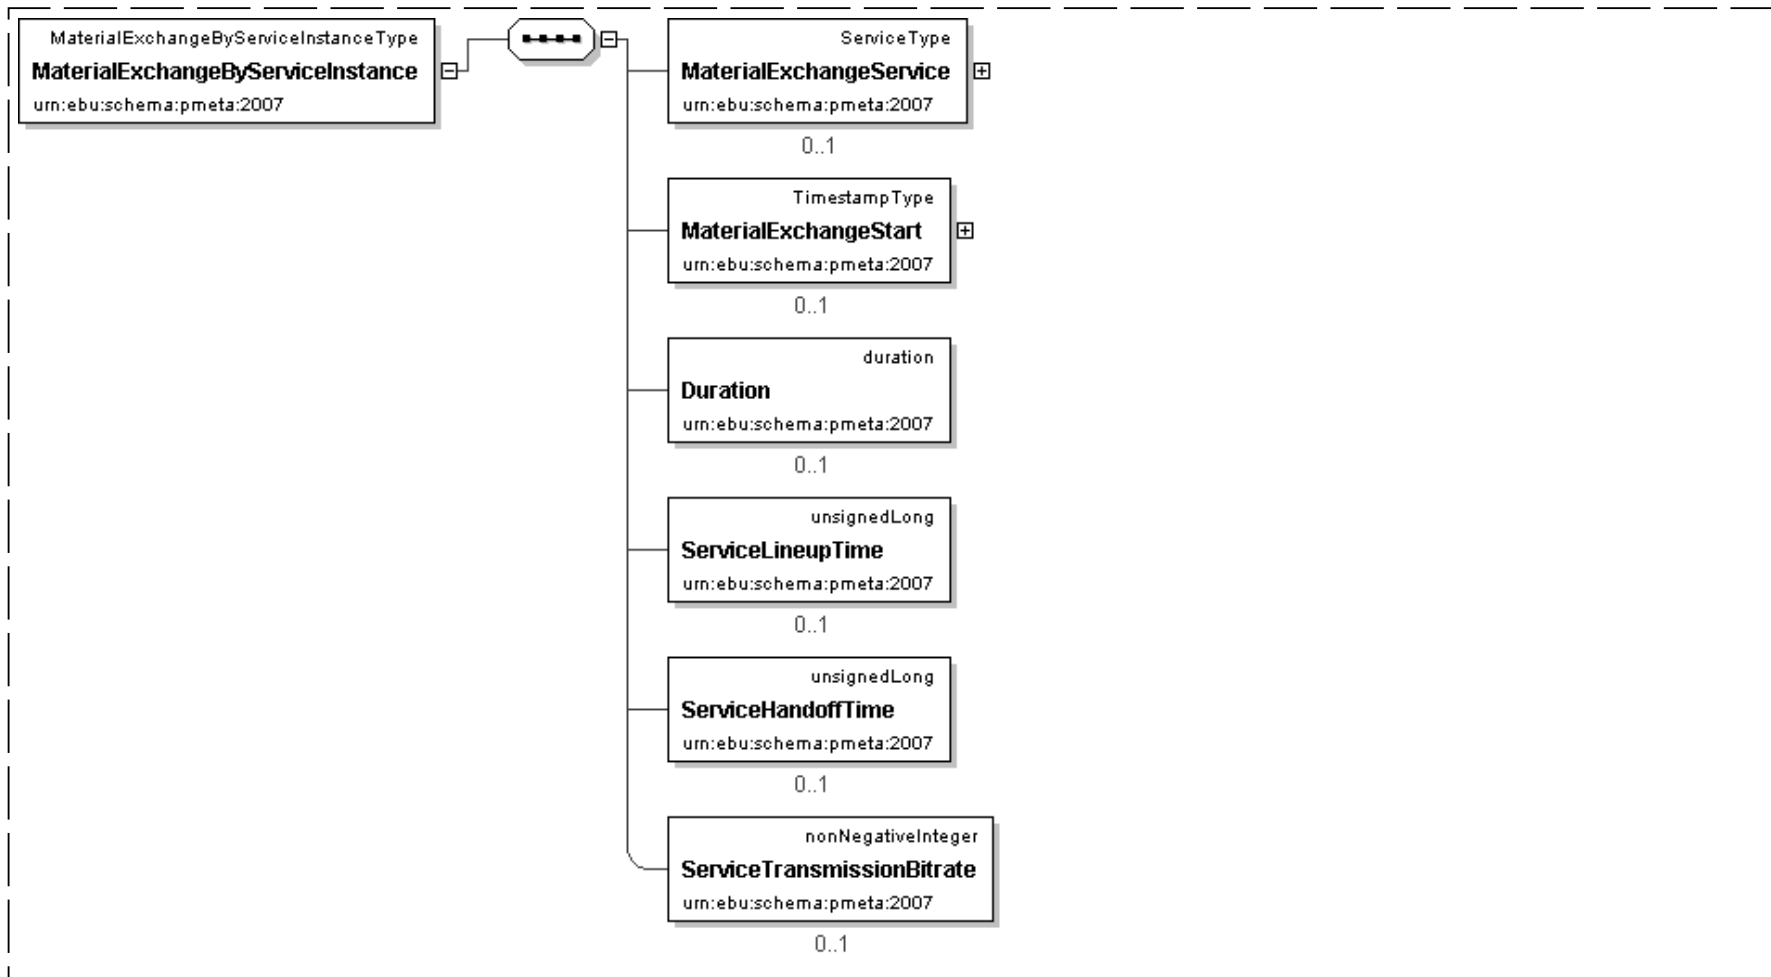 MaterialExchangeByServiceInstanceType
MaterialExchangeByServiceInstance
urn:ebu:schema:pmeta:2007
ServiceType
MaterialExchangeService
urn:ebu:schema:pmeta:2007
0..1
TimestampType
MaterialExchangeStart
urn:ebu:schema:pmeta:2007
0..1
duration
Duration
urn:ebu:schema:pmeta:2007
0..1
unsignedLong
ServiceLineupTime
urn:ebu:schema:pmeta:2007
0..1
unsignedLong
ServiceHandoffTime
urn:ebu:schema:pmeta:2007
0..1
nonNegativeInteger
ServiceTransmissionBitrate
urn:ebu:schema:pmeta:2007
0..1